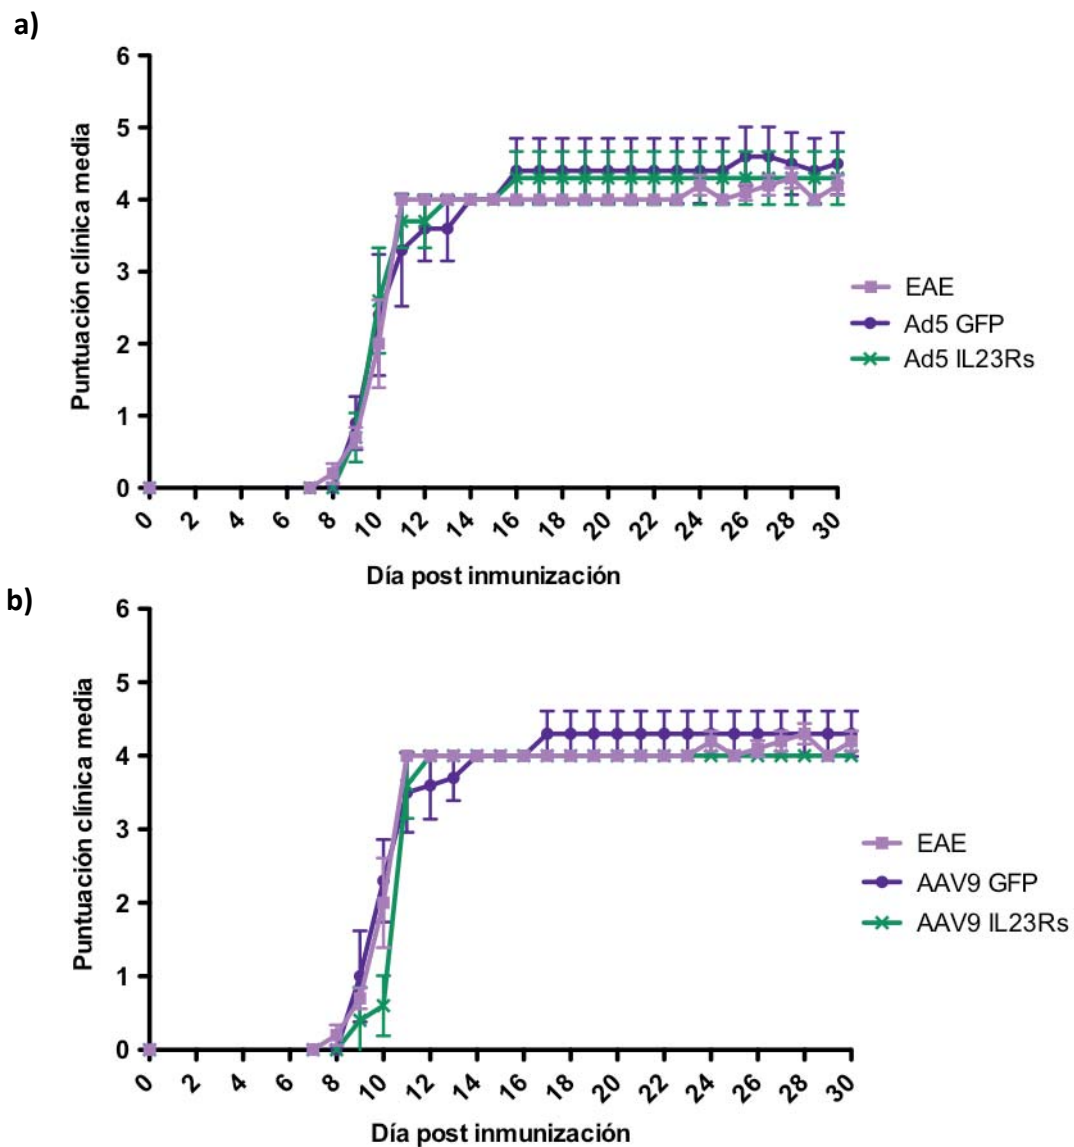 a)
6
5
4
3
2
1
0
Puntuación clínica media
0 2 4 6 8 10 12 14 16 18 20 22 24 26 28 30
Día post inmunización
EAE
Ad5 GFP
Ad5 IL23Rs
b)
6
5
4
3
2
1
0
Puntuación clínica media
0 2 4 6 8 10 12 14 16 18 20 22 24 26 28 30
Día post inmunización
EAE
AAV9 GFP
AAV9 IL23Rs